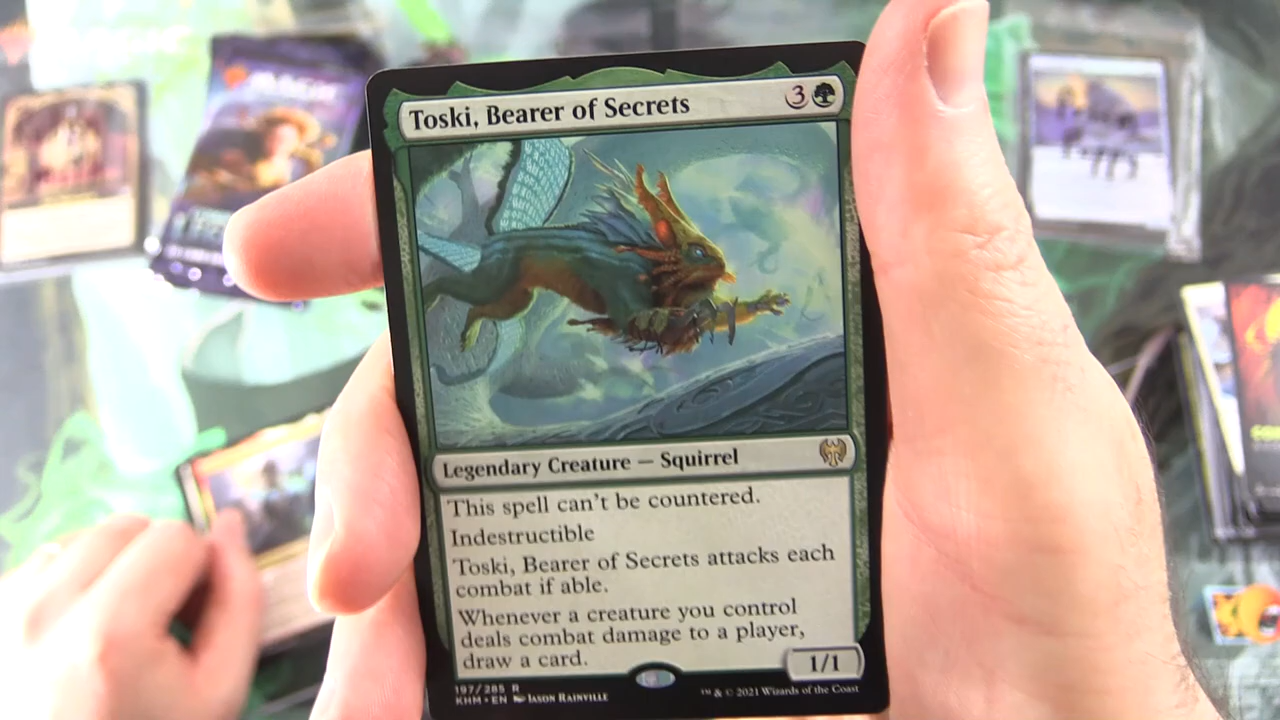 Toski, Bearer of Secrets 3
Legendary Creature — Squirrel
This spell can't be countered.
Indestructible
Toski, Bearer of Secrets attacks each
combat if able.
Whenever a creature you control
deals combat damage to a player,
draw a card.
1/1
197/285 R
KHM • EN Jason Rainville
™ & © 2021 Wizards of the Coast